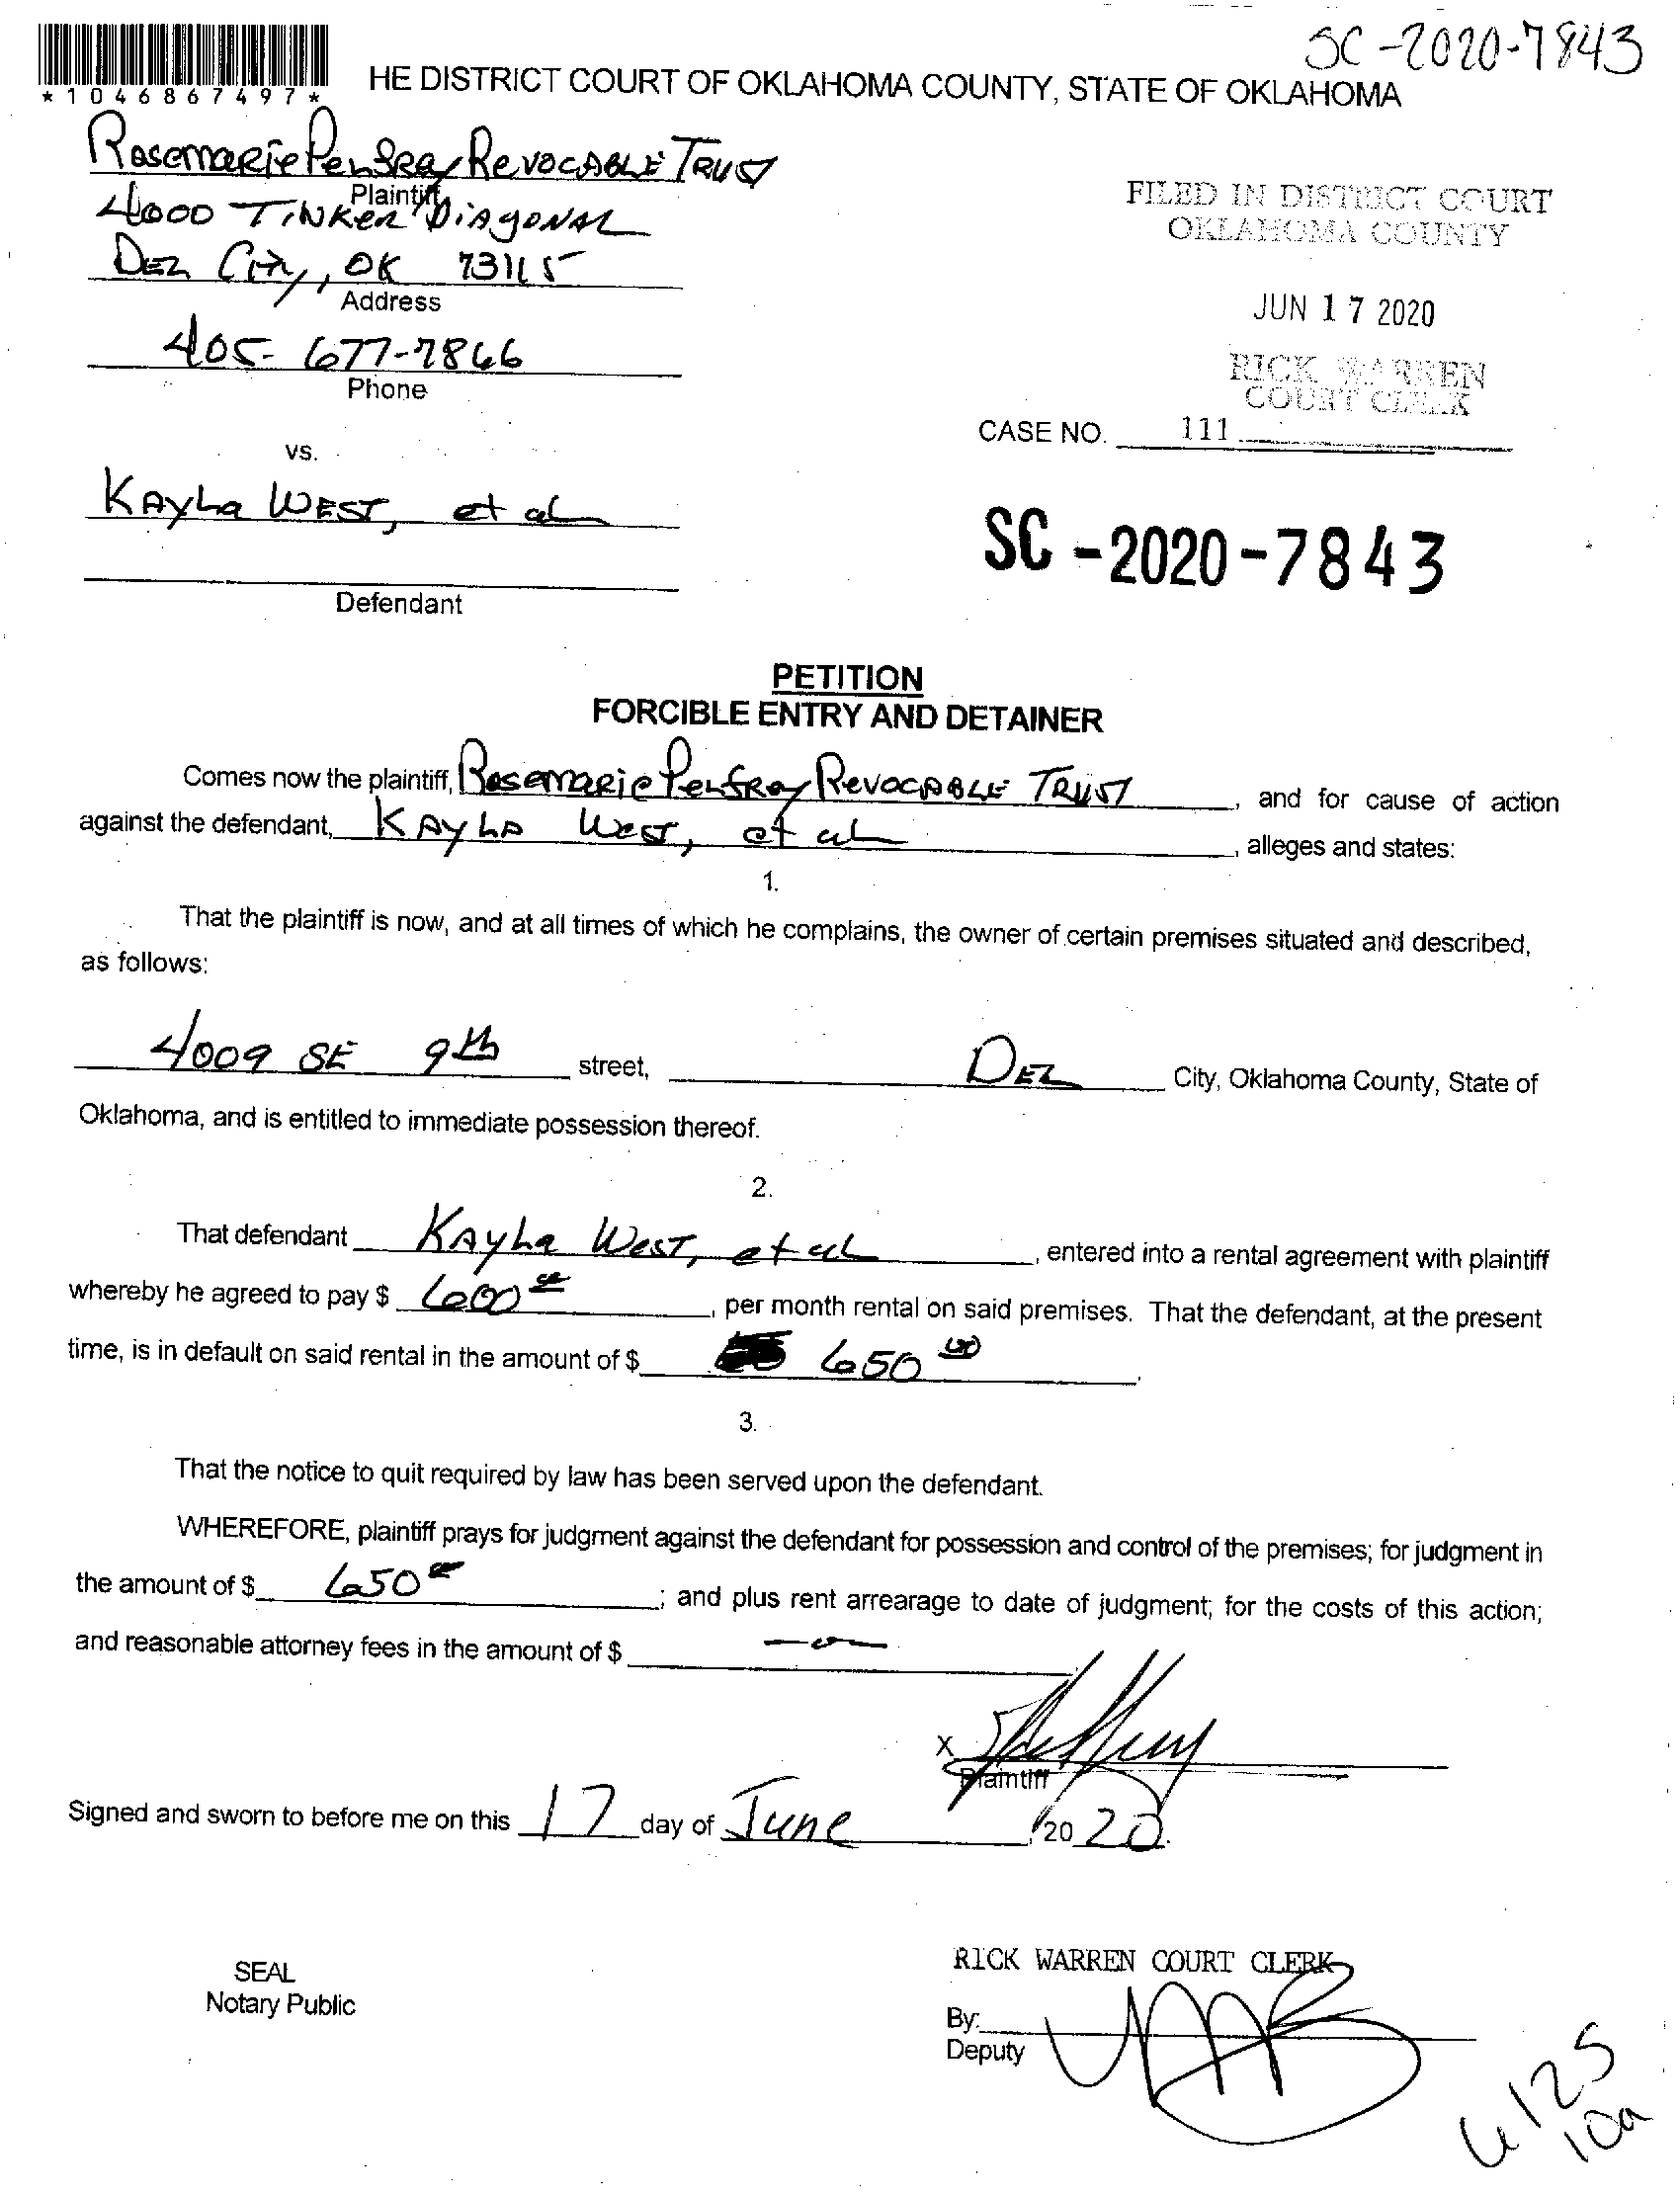 SC-2020-7843
*1046867497*
HE DISTRICT COURT OF OKLAHOMA COUNTY, STATE OF OKLAHOMA
Rosemarie Penfrey Revocable Trust
Plaintiff
4000 Tinker Diagonal
Del City, OK 73115
Address
405-677-7866
Phone
FILED IN DISTRICT COURT
OKLAHOMA COUNTY
JUN 17 2020
RICK WARREN
COURT CLERK
CASE NO. 111
vs.
Kayla West, et al
Defendant
SC-2020-7843
PETITION
FORCIBLE ENTRY AND DETAINER
Comes now the plaintiff, Rosemarie Penfrey Revocable Trust, and for cause of action
against the defendant, Kayla West, et al, alleges and states:
1.
That the plaintiff is now, and at all times of which he complains, the owner of certain premises situated and described,
as follows:
4009 SE 9th street, Del City, Oklahoma County, State of
Oklahoma, and is entitled to immediate possession thereof.
2.
That defendant Kayla West, et al, entered into a rental agreement with plaintiff
whereby he agreed to pay $ 600 00, per month rental on said premises. That the defendant, at the present
time, is in default on said rental in the amount of $ 650 00.
3.
That the notice to quit required by law has been served upon the defendant.
WHEREFORE, plaintiff prays for judgment against the defendant for possession and control of the premises; for judgment in
the amount of $ 650 00; and plus rent arrearage to date of judgment; for the costs of this action;
and reasonable attorney fees in the amount of $ —0—
X
Plaintiff
Signed and sworn to before me on this 17 day of June, 2020.
SEAL
Notary Public
RICK WARREN COURT CLERK
By:
Deputy
6125
10a